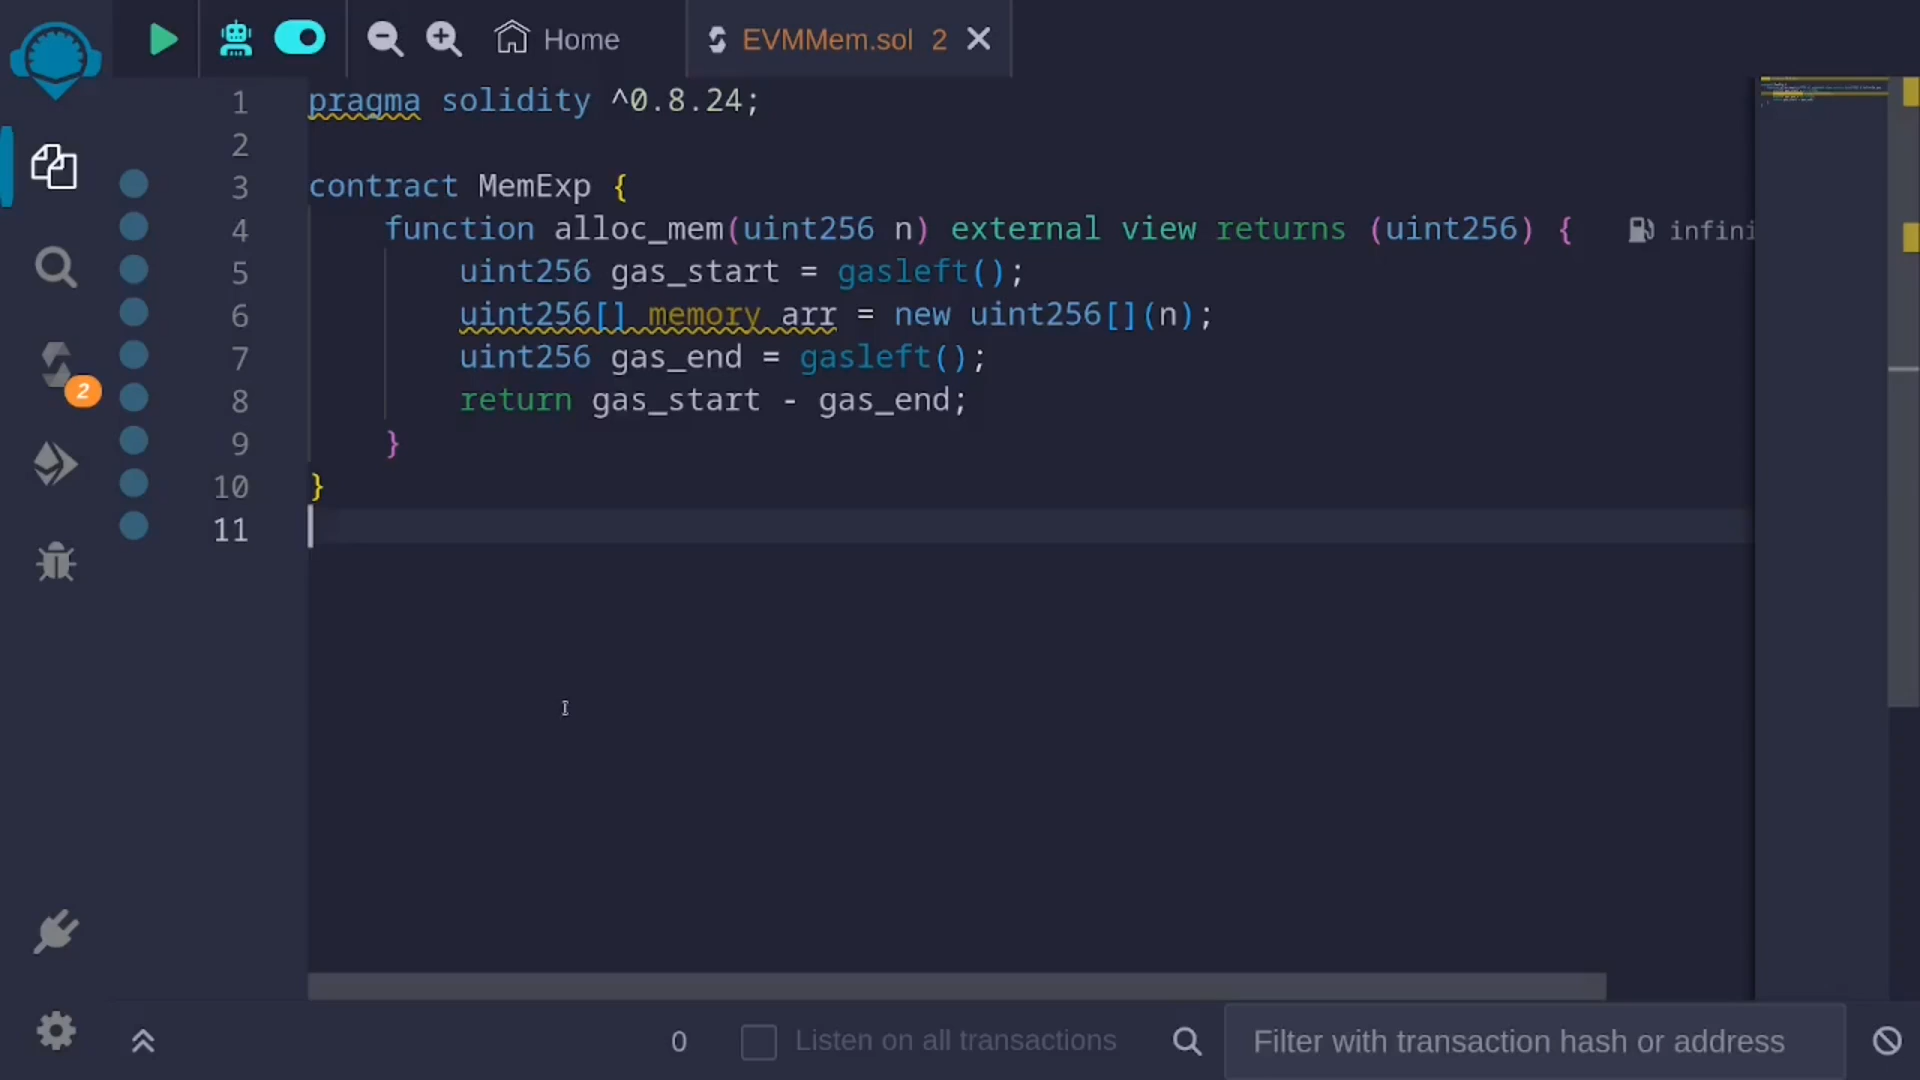 Home
EVMMem.sol 2
1 pragma solidity ^0.8.24;
2
3 contract MemExp {
4 function alloc_mem(uint256 n) external view returns (uint256) { infini
5 uint256 gas_start = gasleft();
6 uint256[] memory arr = new uint256[](n);
7 uint256 gas_end = gasleft();
8 return gas_start - gas_end;
9 }
10 }
11
2
0 Listen on all transactions Filter with transaction hash or address